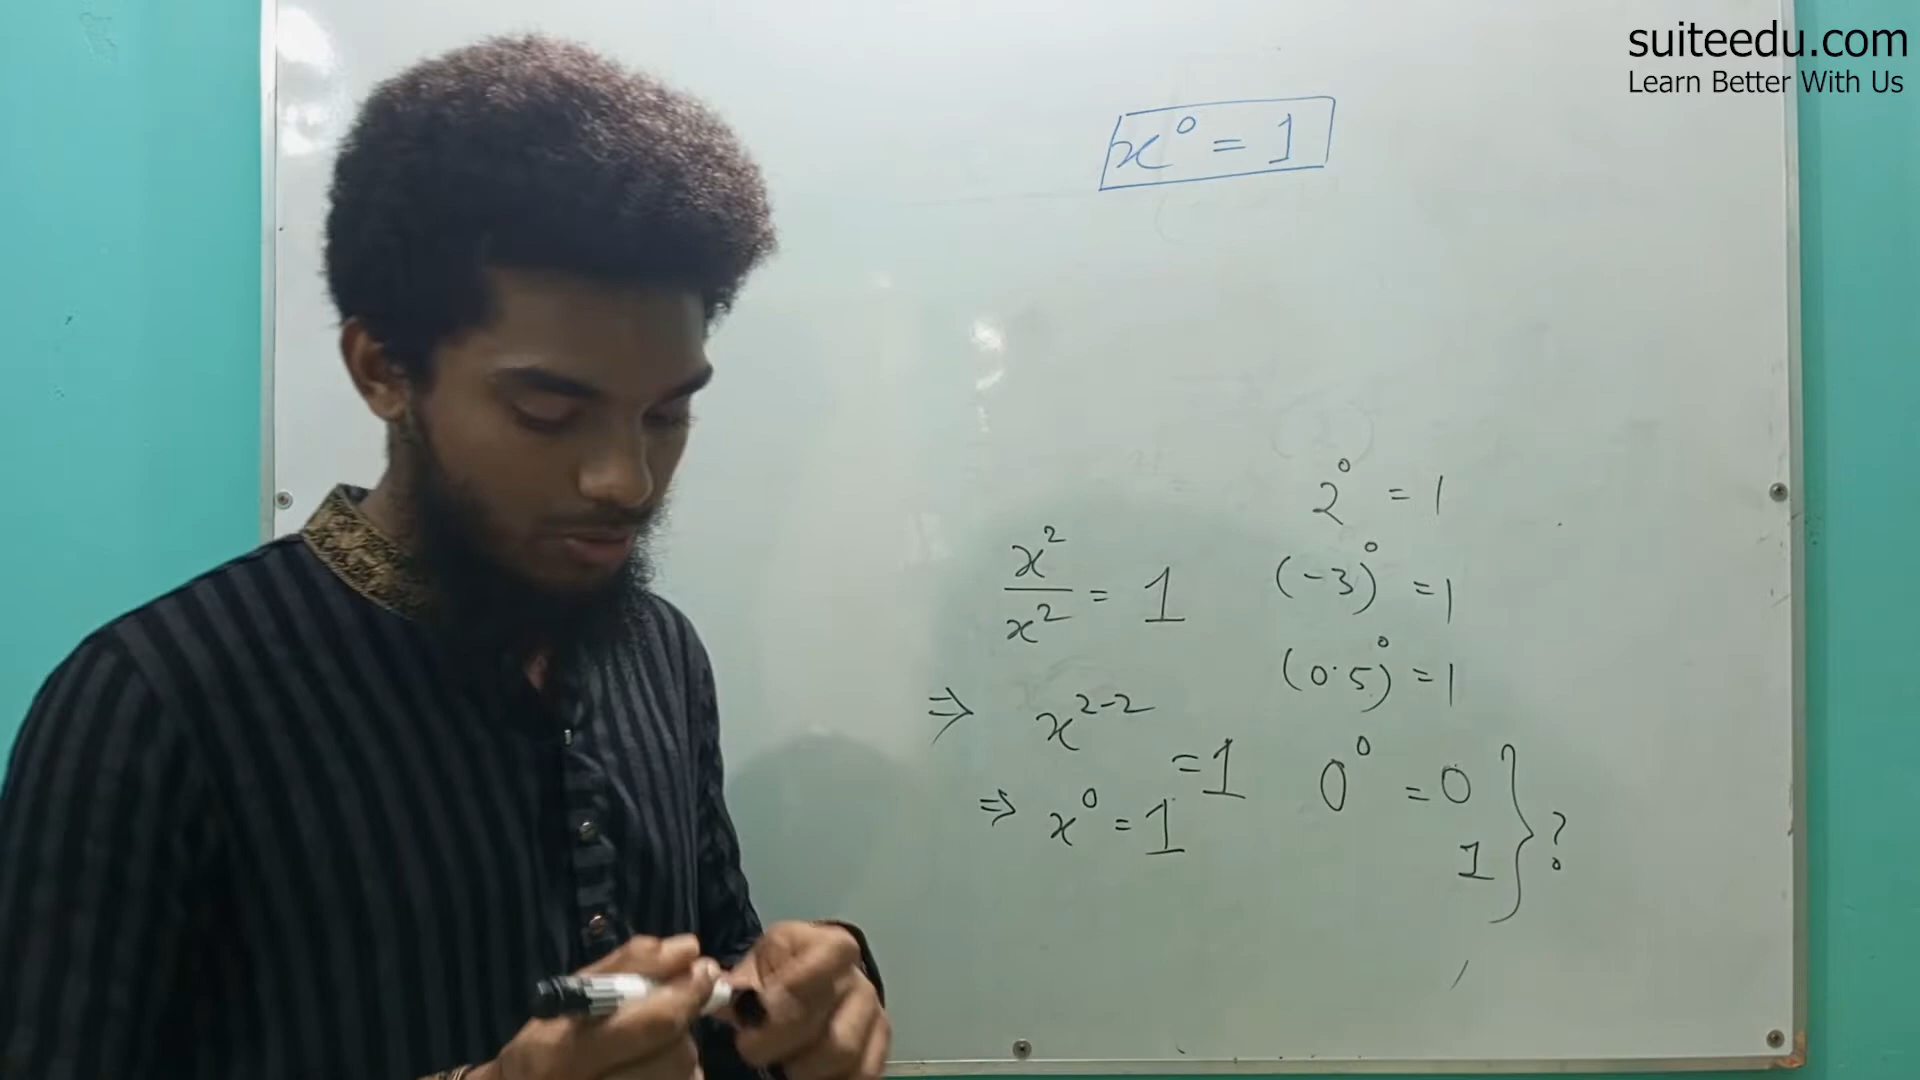 suiteedu.com
Learn Better With Us
x⁰ = 1
x²/x² = 1
⇒ x²⁻² = 1
⇒ x⁰ = 1
2⁰ = 1
(-3)⁰ = 1
(0.5)⁰ = 1
0⁰ = 0
1 } ?